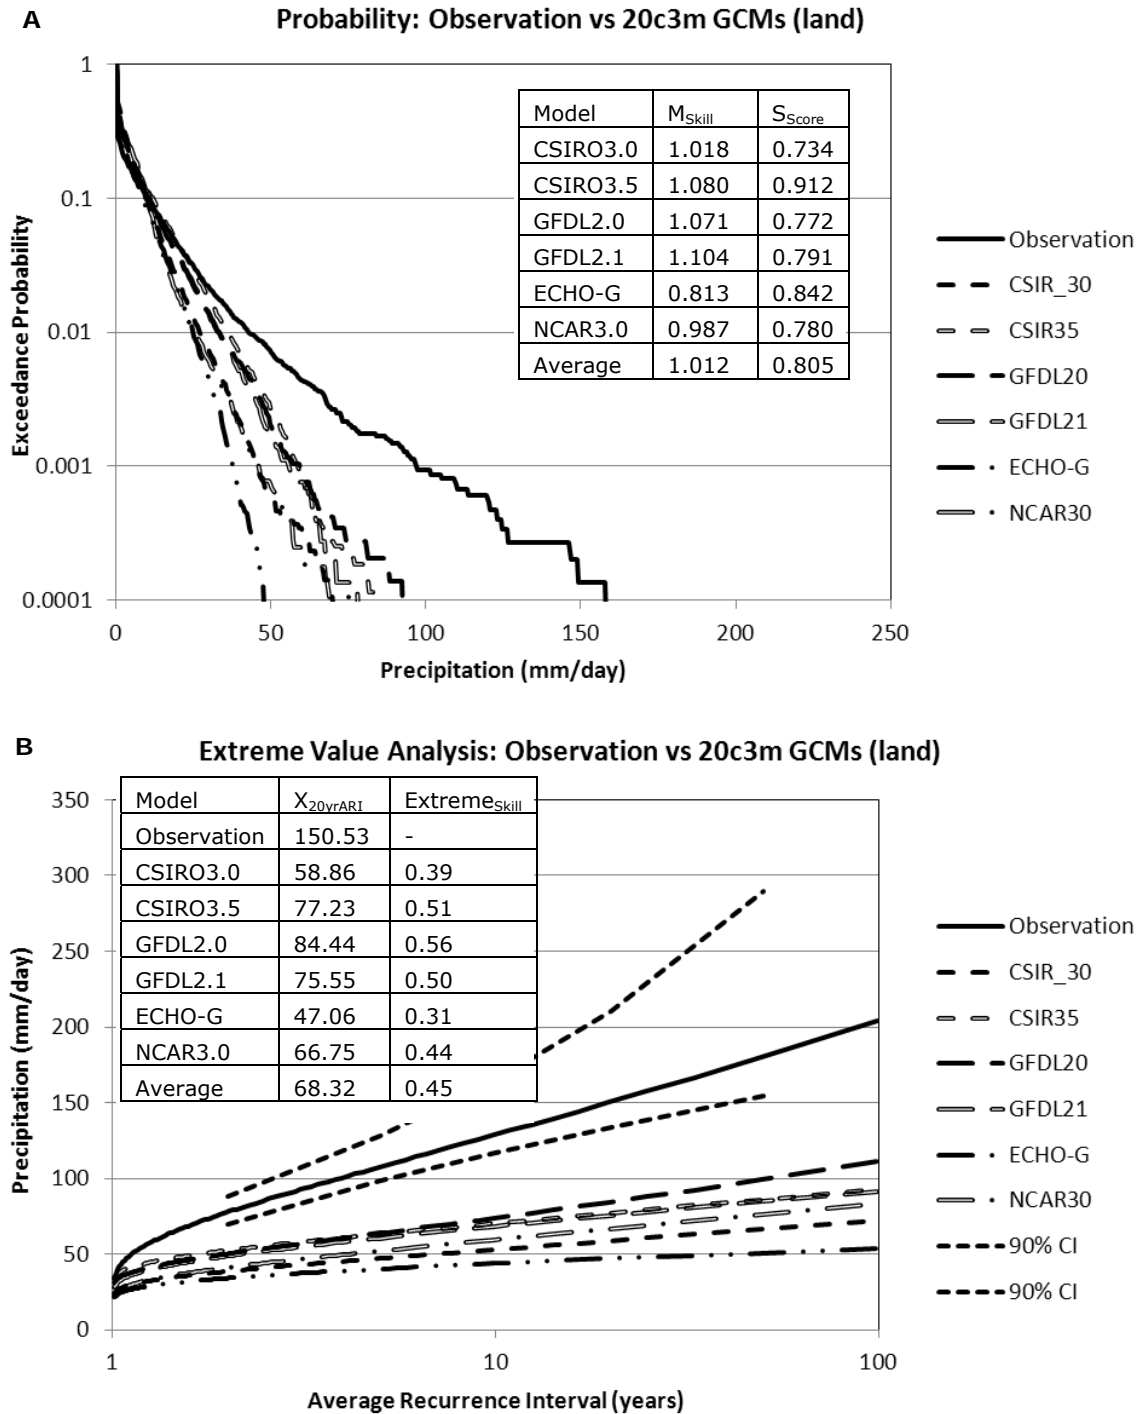 A
Probability: Observation vs 20c3m GCMs (land)
Exceedance Probability
1
0.1
0.01
0.001
0.0001
0 50 100 150 200 250
Precipitation (mm/day)
Model MSkill SScore
CSIRO3.0 1.018 0.734
CSIRO3.5 1.080 0.912
GFDL2.0 1.071 0.772
GFDL2.1 1.104 0.791
ECHO-G 0.813 0.842
NCAR3.0 0.987 0.780
Average 1.012 0.805
Observation
CSIR_30
CSIR35
GFDL20
GFDL21
ECHO-G
NCAR30
B
Extreme Value Analysis: Observation vs 20c3m GCMs (land)
Precipitation (mm/day)
350
300
250
200
150
100
50
0
1 10 100
Average Recurrence Interval (years)
Model X20yrARI ExtremeSkill
Observation 150.53 -
CSIRO3.0 58.86 0.39
CSIRO3.5 77.23 0.51
GFDL2.0 84.44 0.56
GFDL2.1 75.55 0.50
ECHO-G 47.06 0.31
NCAR3.0 66.75 0.44
Average 68.32 0.45
Observation
CSIR_30
CSIR35
GFDL20
GFDL21
ECHO-G
NCAR30
90% CI
90% CI